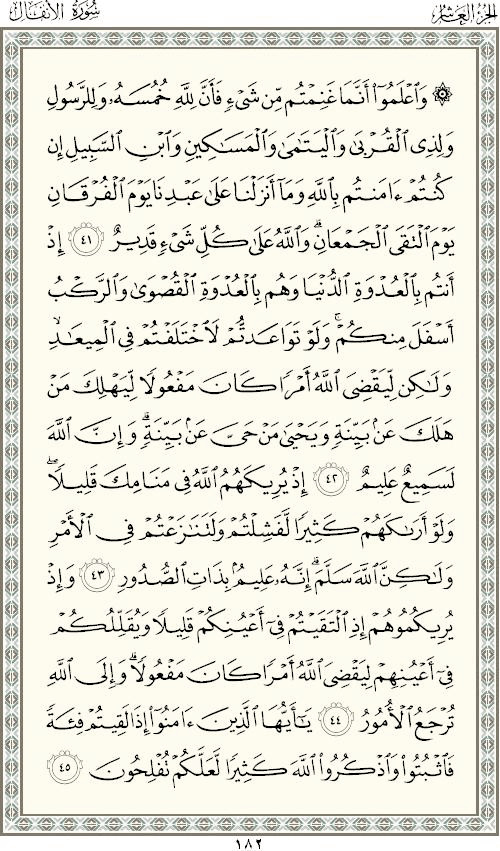 الجزء العاشر
سورة الأنفال
۞ وَٱعْلَمُوٓا۟ أَنَّمَا غَنِمْتُم مِّن شَىْءٍ فَأَنَّ لِلَّهِ خُمُسَهُۥ وَلِلرَّسُولِ
وَلِذِى ٱلْقُرْبَىٰ وَٱلْيَتَـٰمَىٰ وَٱلْمَسَـٰكِينِ وَٱبْنِ ٱلسَّبِيلِ إِن
كُنتُمْ ءَامَنتُم بِٱللَّهِ وَمَآ أَنزَلْنَا عَلَىٰ عَبْدِنَا يَوْمَ ٱلْفُرْقَانِ
يَوْمَ ٱلْتَقَى ٱلْجَمْعَانِ ۗ وَٱللَّهُ عَلَىٰ كُلِّ شَىْءٍ قَدِيرٌ ٤١ إِذْ
أَنتُم بِٱلْعُدْوَةِ ٱلدُّنْيَا وَهُم بِٱلْعُدْوَةِ ٱلْقُصْوَىٰ وَٱلرَّكْبُ
أَسْفَلَ مِنكُمْ ۚ وَلَوْ تَوَاعَدتُّمْ لَٱخْتَلَفْتُمْ فِى ٱلْمِيعَـٰدِ ۙ
وَلَـٰكِن لِّيَقْضِىَ ٱللَّهُ أَمْرًا كَانَ مَفْعُولًا لِّيَهْلِكَ مَنْ
هَلَكَ عَنۢ بَيِّنَةٍ وَيَحْيَىٰ مَنْ حَىَّ عَنۢ بَيِّنَةٍ ۗ وَإِنَّ ٱللَّهَ
لَسَمِيعٌ عَلِيمٌ ٤٢ إِذْ يُرِيكَهُمُ ٱللَّهُ فِى مَنَامِكَ قَلِيلًا ۖ
وَلَوْ أَرَىٰكَهُمْ كَثِيرًا لَّفَشِلْتُمْ وَلَتَنَـٰزَعْتُمْ فِى ٱلْأَمْرِ
وَلَـٰكِنَّ ٱللَّهَ سَلَّمَ ۗ إِنَّهُۥ عَلِيمٌۢ بِذَاتِ ٱلصُّدُورِ ٤٣ وَإِذْ
يُرِيكُمُوهُمْ إِذِ ٱلْتَقَيْتُمْ فِىٓ أَعْيُنِكُمْ قَلِيلًا وَيُقَلِّلُكُمْ
فِىٓ أَعْيُنِهِمْ لِيَقْضِىَ ٱللَّهُ أَمْرًا كَانَ مَفْعُولًا ۗ وَإِلَى ٱللَّهِ
تُرْجَعُ ٱلْأُمُورُ ٤٤ يَـٰٓأَيُّهَا ٱلَّذِينَ ءَامَنُوٓا۟ إِذَا لَقِيتُمْ فِئَةً
فَٱثْبُتُوا۟ وَٱذْكُرُوا۟ ٱللَّهَ كَثِيرًا لَّعَلَّكُمْ تُفْلِحُونَ ٤٥
١٨٢